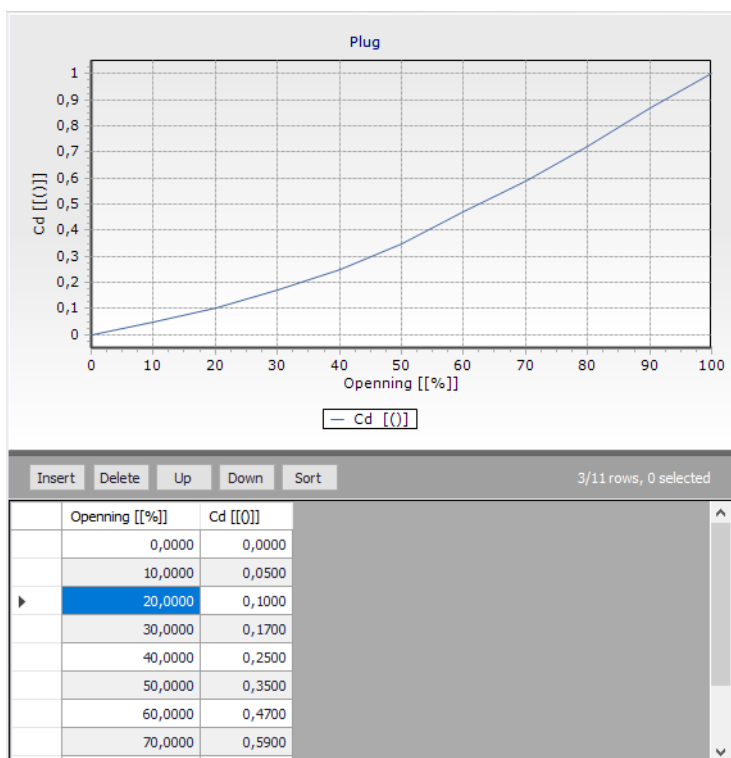 Plug
1
0,9
0,8
0,7
0,6
0,5
0,4
0,3
0,2
0,1
0
Cd [[()]]
0 10 20 30 40 50 60 70 80 90 100
Openning [[%]]
Cd [()]
Insert Delete Up Down Sort 3/11 rows, 0 selected
Openning [[%]] Cd [[()]]
0,0000 0,0000
10,0000 0,0500
20,0000 0,1000
30,0000 0,1700
40,0000 0,2500
50,0000 0,3500
60,0000 0,4700
70,0000 0,5900